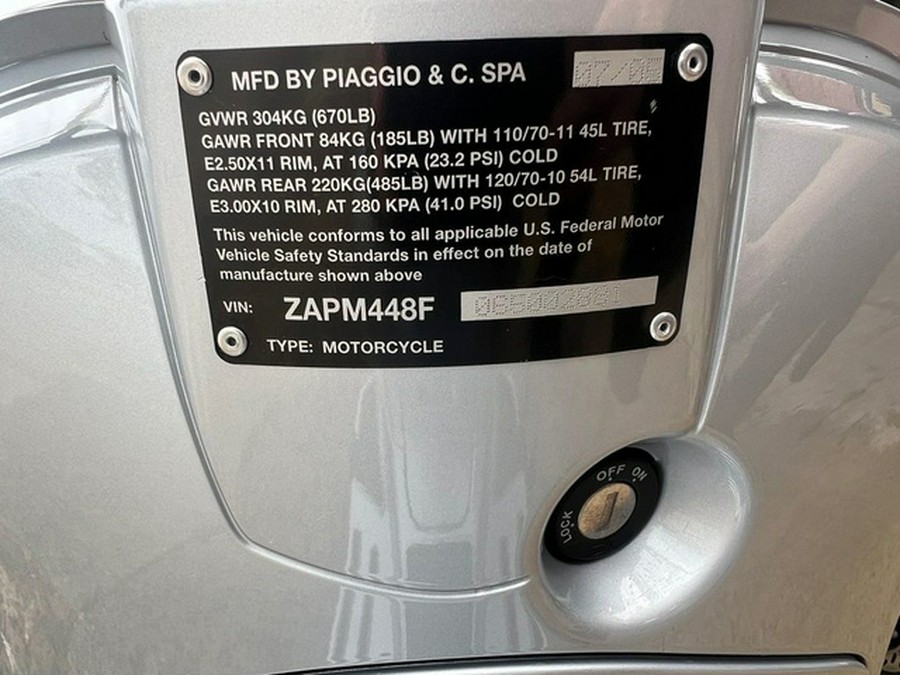 MFD BY PIAGGIO & C. SPA 07/05
GVWR 304KG (670LB)
GAWR FRONT 84KG (185LB) WITH 110/70-11 45L TIRE,
E2.50X11 RIM, AT 160 KPA (23.2 PSI) COLD
GAWR REAR 220KG(485LB) WITH 120/70-10 54L TIRE,
E3.00X10 RIM, AT 280 KPA (41.0 PSI) COLD
This vehicle conforms to all applicable U.S. Federal Motor
Vehicle Safety Standards in effect on the date of
manufacture shown above
VIN: ZAPM448F
TYPE: MOTORCYCLE
OFF ON
LOCK